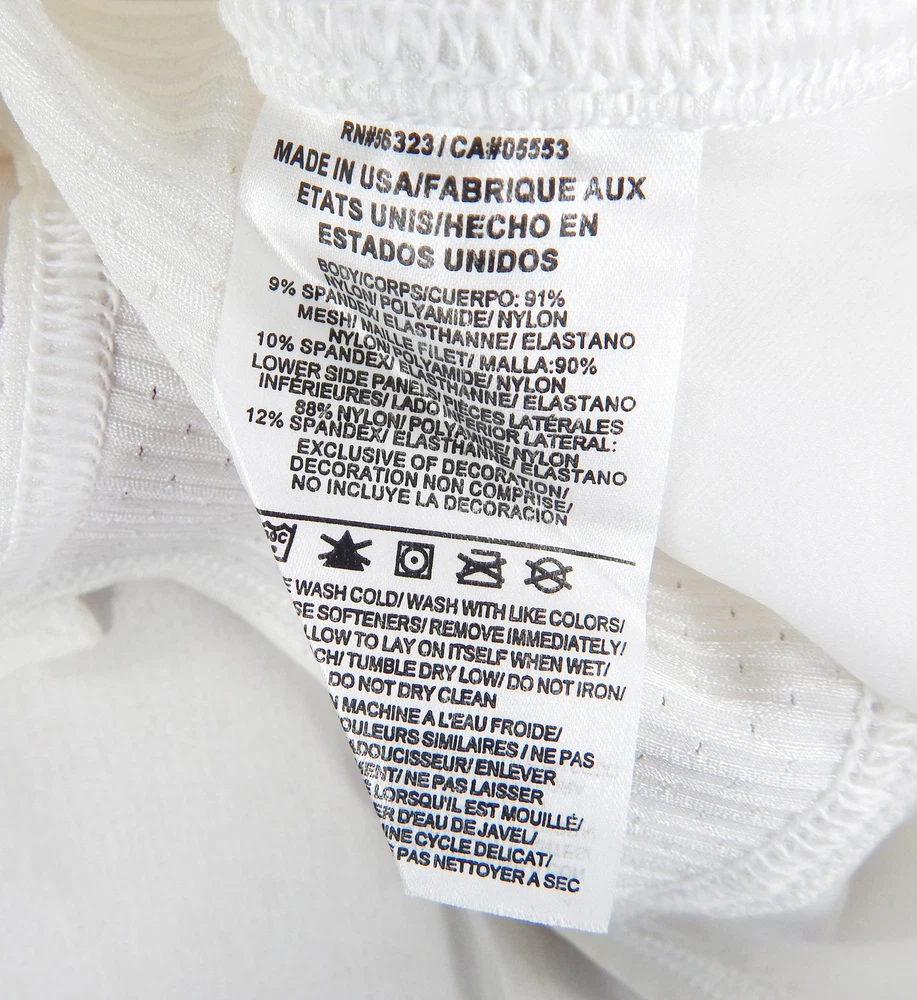 RN#56323/CA#05553
MADE IN USA/FABRIQUE AUX
ETATS UNIS/HECHO EN
ESTADOS UNIDOS
BODY/CORPS/CUERPO: 91%
NYLON/POLYAMIDE/ NYLON
9% SPANDEX/ ELASTHANNE/ ELASTANO
MESH/ MAILLE FILET/ MALLA:90%
NYLON/POLYAMIDE/ NYLON
10% SPANDEX/ ELASTHANNE/ ELASTANO
LOWER SIDE PANELS/ PIECES LATÉRALES
INFÉRIEURES/LADO INFERIOR LATERAL:
88% NYLON/POLYAMIDE/ NYLON
12% SPANDEX/ ELASTHANNE/ ELASTANO
EXCLUSIVE OF DECORATION/
DECORATION NON COMPRISE/
NO INCLUYE LA DECORACION
WASH COLD/ WASH WITH LIKE COLORS/
SOFTENERS/ REMOVE IMMEDIATELY/
TO LAY ON ITSELF WHEN WET/
TUMBLE DRY LOW/ DO NOT IRON/
DO NOT DRY CLEAN
MACHINE A L'EAU FROIDE/
SIMILAIRES / NE PAS
ENLEVER
NE PAS LAISSER
LORSQU'IL EST MOUILLÉ/
D'EAU DE JAVEL/
CYCLE DELICAT/
PAS NETTOYER A SEC